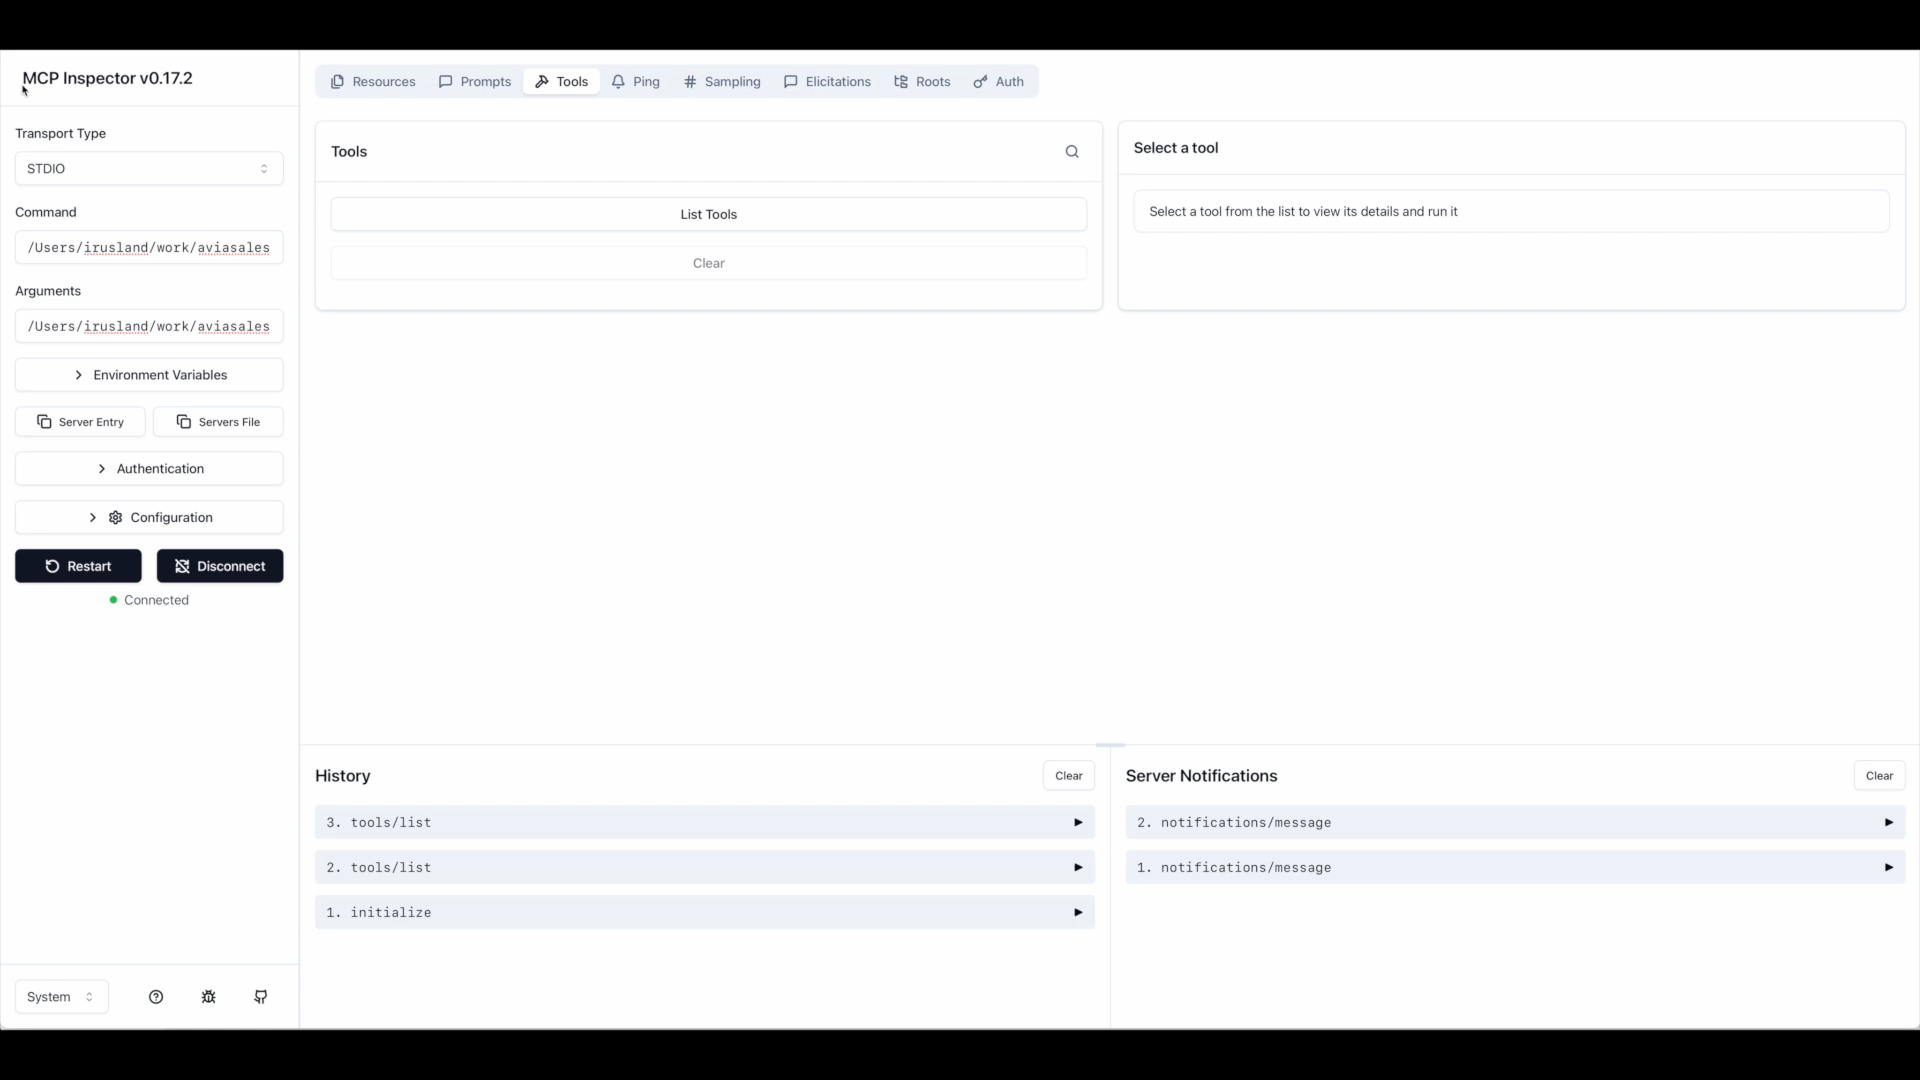 MCP Inspector v0.17.2
Transport Type
STDIO
Command
/Users/irusland/work/aviasales
Arguments
/Users/irusland/work/aviasales
Environment Variables
Server Entry
Servers File
Authentication
Configuration
Restart
Disconnect
Connected
System
Resources
Prompts
Tools
Ping
Sampling
Elicitations
Roots
Auth
Tools
List Tools
Clear
Select a tool
Select a tool from the list to view its details and run it
History
Clear
3. tools/list
2. tools/list
1. initialize
Server Notifications
Clear
2. notifications/message
1. notifications/message